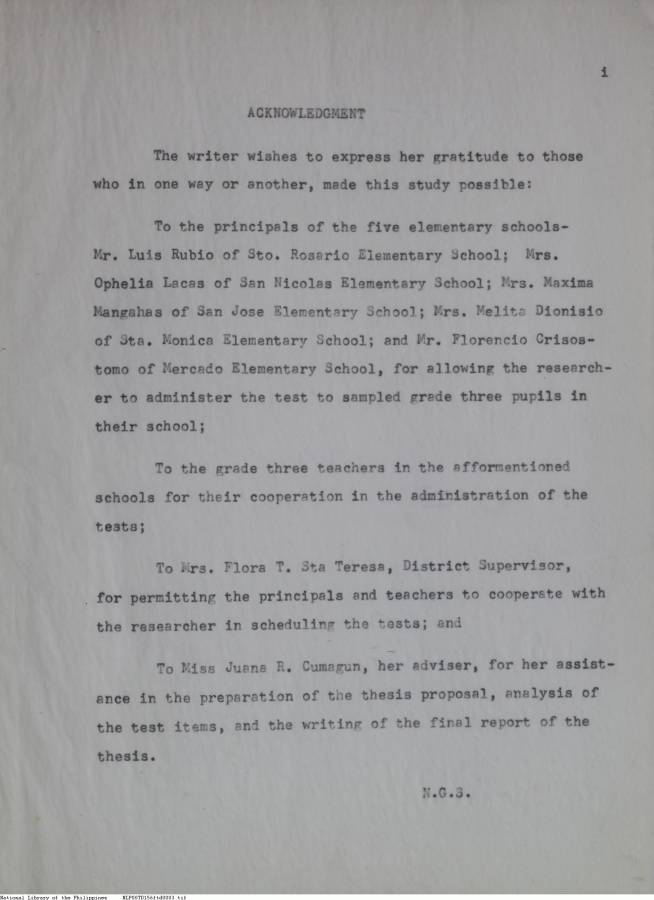 i
ACKNOWLEDGMENT
The writer wishes to express her gratitude to those
who in one way or another, made this study possible:
To the principals of the five elementary schools-
Mr. Luis Rubio of Sto. Rosario Elementary School; Mrs.
Ophelia Lacas of San Nicolas Elementary School; Mrs. Maxima
Mangahas of San Jose Elementary School; Mrs. Melita Dionisio
of Sta. Monica Elementary School; and Mr. Florencio Crisos-
tomo of Mercado Elementary School, for allowing the research-
er to administer the test to sampled grade three pupils in
their school;
To the grade three teachers in the afformentioned
schools for their cooperation in the administration of the
tests;
To Mrs. Flora T. Sta Teresa, District Supervisor,
for permitting the principals and teachers to cooperate with
the researcher in scheduling the tests; and
To Miss Juana R. Cumagun, her adviser, for her assist-
ance in the preparation of the thesis proposal, analysis of
the test items, and the writing of the final report of the
thesis.
N.G.S.
National Library of the Philippines